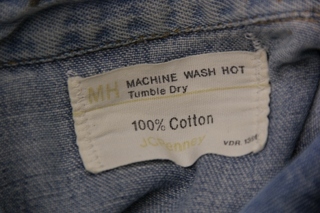 MH MACHINE WASH HOT
Tumble Dry
100% Cotton
JCPenney